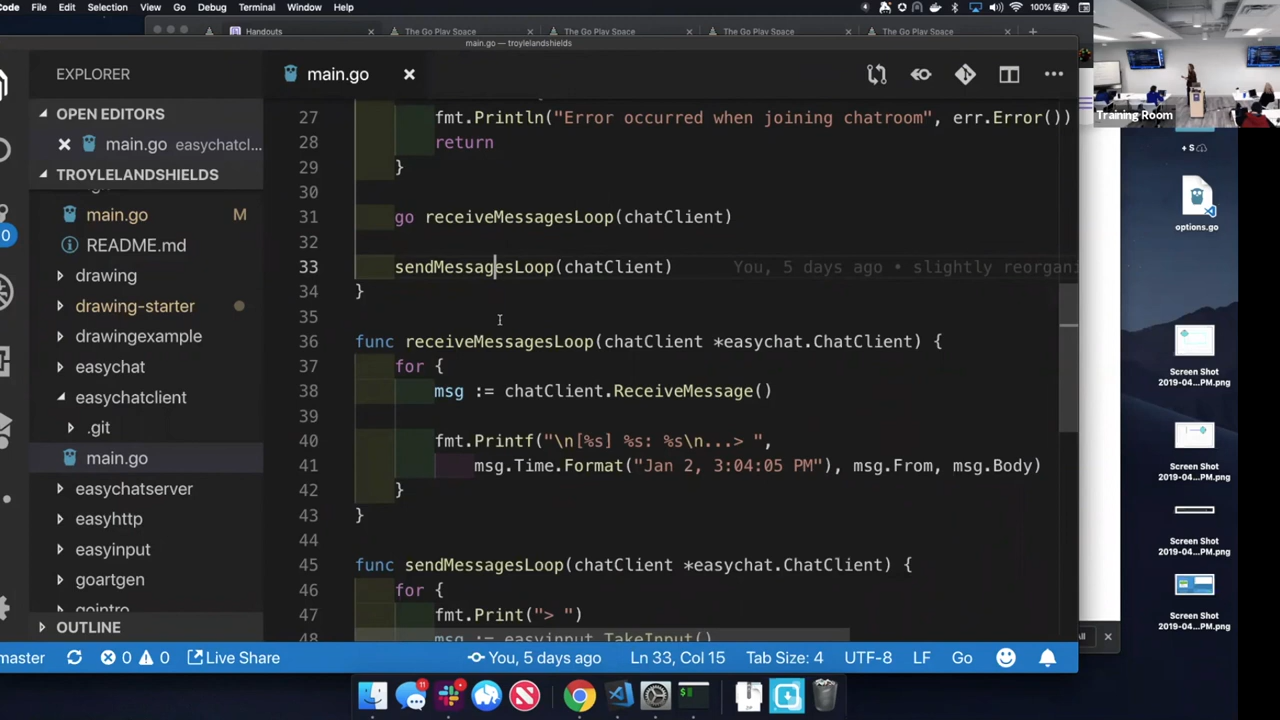 Code File Edit Selection View Go Debug Terminal Window Help 100%
Handouts The Go Play Space The Go Play Space The Go Play Space The Go Play Space
main.go — troylelandshields
Training Room
EXPLORER
main.go
OPEN EDITORS
main.go easychatcl...
TROYLELANDSHIELDS
main.go M
README.md
drawing
drawing-starter
drawingexample
easychat
easychatclient
.git
main.go
easychatserver
easyhttp
easyinput
goartgen
gointro
OUTLINE
27 fmt.Println("Error occurred when joining chatroom", err.Error())
28 return
29 }
30
31 go receiveMessagesLoop(chatClient)
32
33 sendMessagesLoop(chatClient) You, 5 days ago • slightly reorgani
34 }
35
36 func receiveMessagesLoop(chatClient *easychat.ChatClient) {
37 for {
38 msg := chatClient.ReceiveMessage()
39
40 fmt.Printf("\n[%s] %s: %s\n...> ",
41 msg.Time.Format("Jan 2, 3:04:05 PM"), msg.From, msg.Body)
42 }
43 }
44
45 func sendMessagesLoop(chatClient *easychat.ChatClient) {
46 for {
47 fmt.Print("> ")
48 msg := easyinput.TakeInput()
master 0 0 Live Share You, 5 days ago Ln 33, Col 15 Tab Size: 4 UTF-8 LF Go
+ S
options.go
Screen Shot
2019-04...PM.png
Screen Shot
2019-04...PM.png
Screen Shot
2019-04...PM.png
Screen Shot
2019-04...PM.png
All
11
ZIP